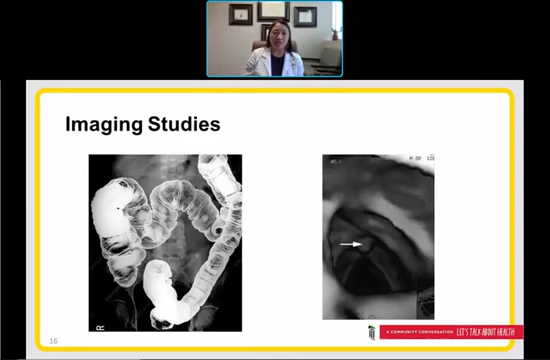 Imaging Studies
R
16
A COMMUNITY CONVERSATION LET'S TALK ABOUT HEALTH